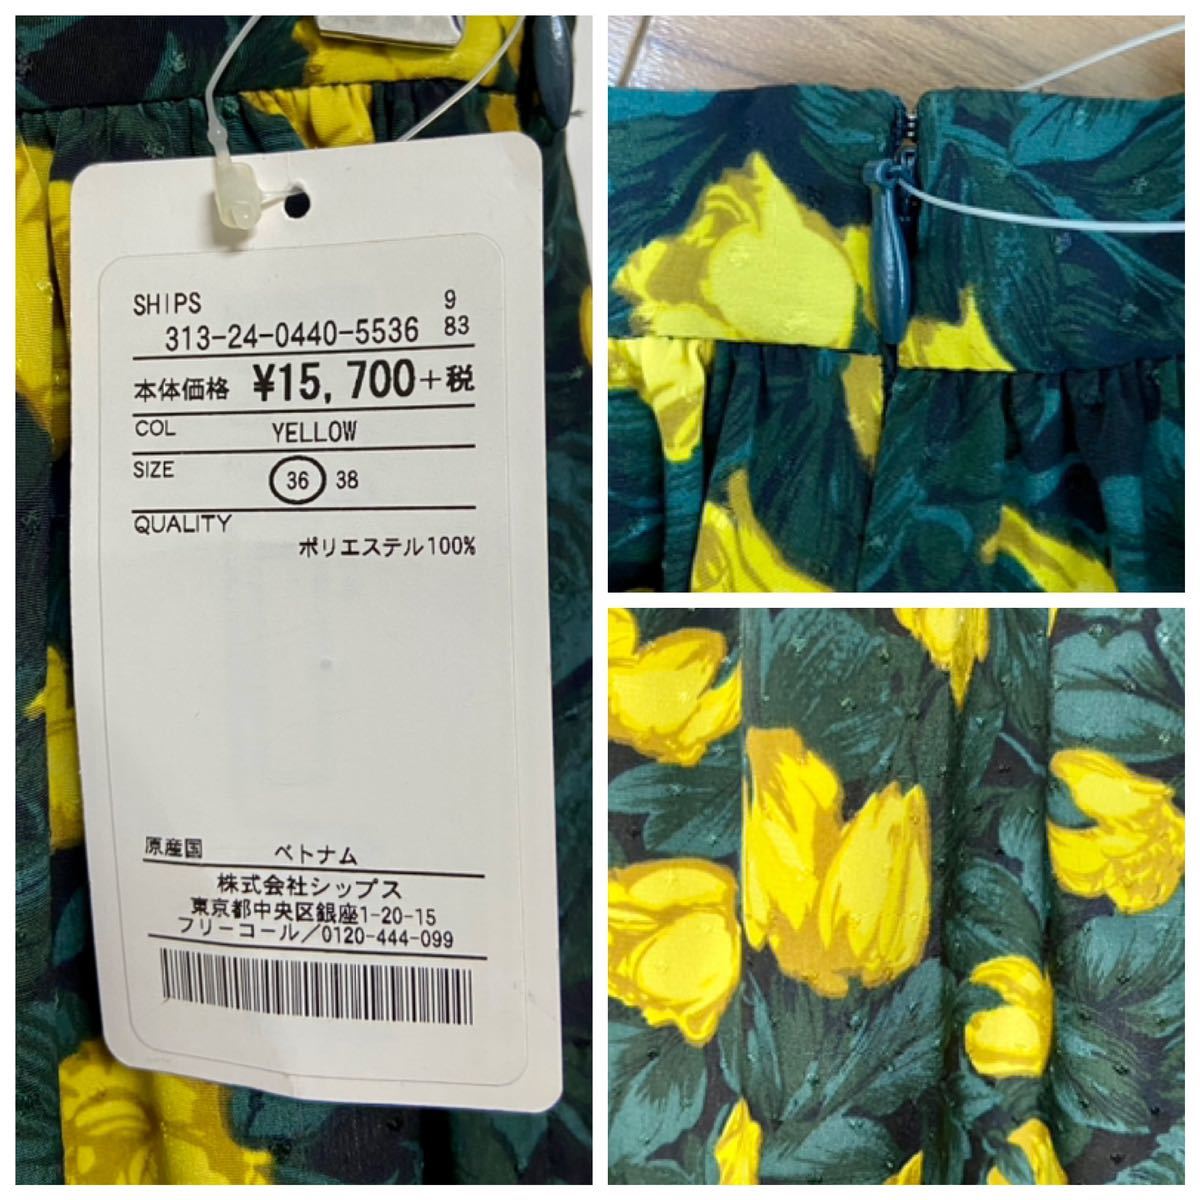 SHIPS 9
313-24-0440-5536 83
本体価格 ¥15,700+税
COL YELLOW
SIZE 36 38
QUALITY
ポリエステル100%
原産国 ベトナム
株式会社シップス
東京都中央区銀座1-20-15
フリーコール/0120-444-099